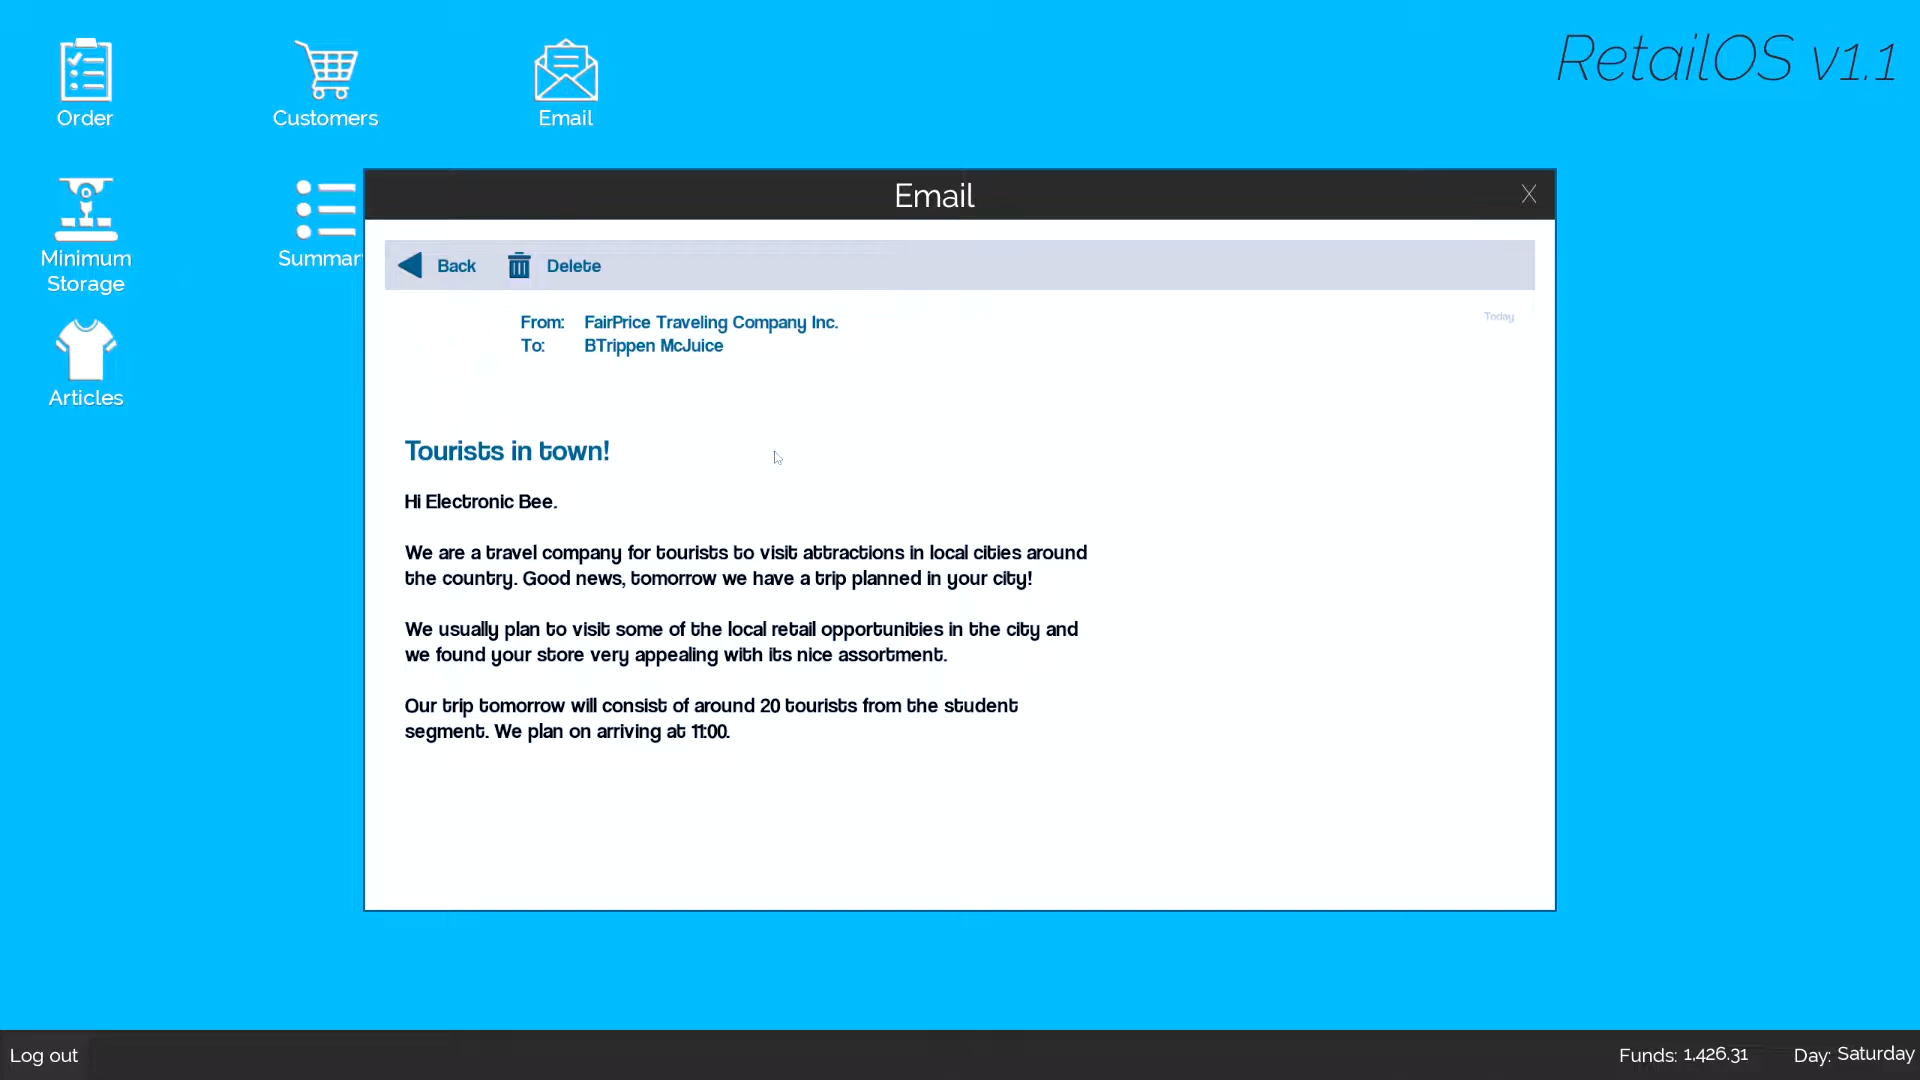 RetailOS v1.1
Order
Customers
Email
Minimum
Storage
Summar
Articles
Email
X
Back
Delete
From: FairPrice Traveling Company Inc.
To: BTrippen McJuice
Today
Tourists in town!
Hi Electronic Bee.
We are a travel company for tourists to visit attractions in local cities around
the country. Good news, tomorrow we have a trip planned in your city!
We usually plan to visit some of the local retail opportunities in the city and
we found your store very appealing with its nice assortment.
Our trip tomorrow will consist of around 20 tourists from the student
segment. We plan on arriving at 11:00.
Log out
Funds: 1,426.31
Day: Saturday